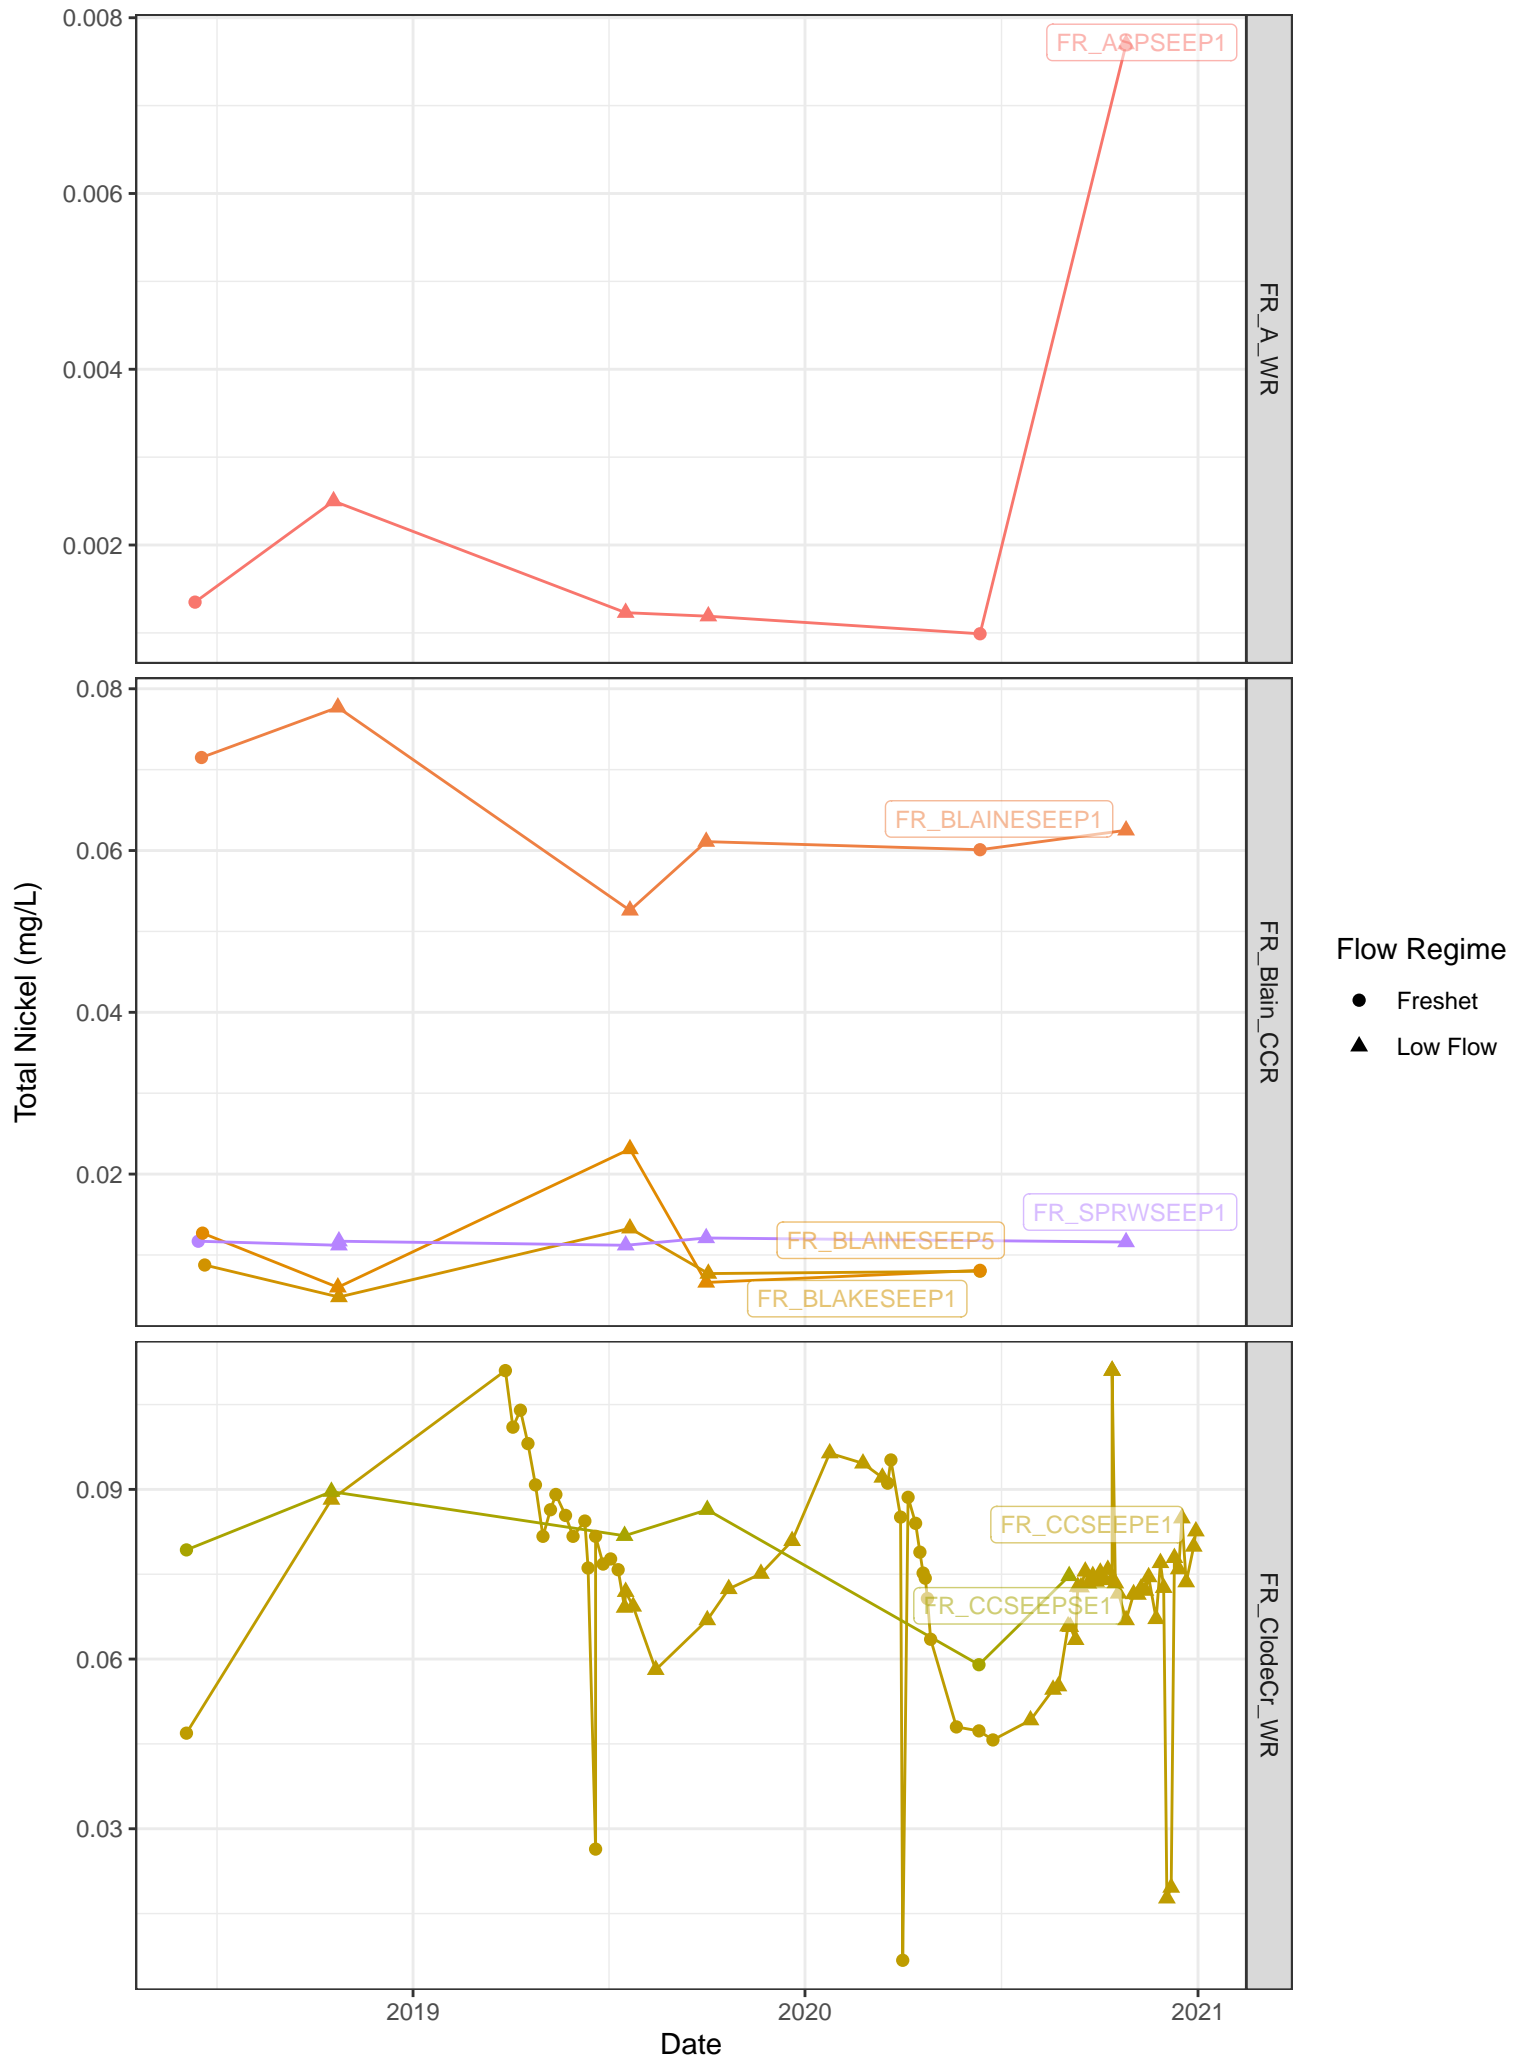 0.008
0.006
0.004
0.002
FR_ASPSEEP1
FR_A_WR
0.08
0.06
0.04
0.02
FR_BLAINESEEP1
FR_SPRWSEEP1
FR_BLAINESEEP5
FR_BLAKESEEP1
FR_Blain_CCR
0.09
0.06
0.03
FR_CCSEEPE1
FR_CCSEEPSE1
FR_ClodeCr_WR
2019
2020
2021
Date
Total Nickel (mg/L)
Flow Regime
Freshet
Low Flow